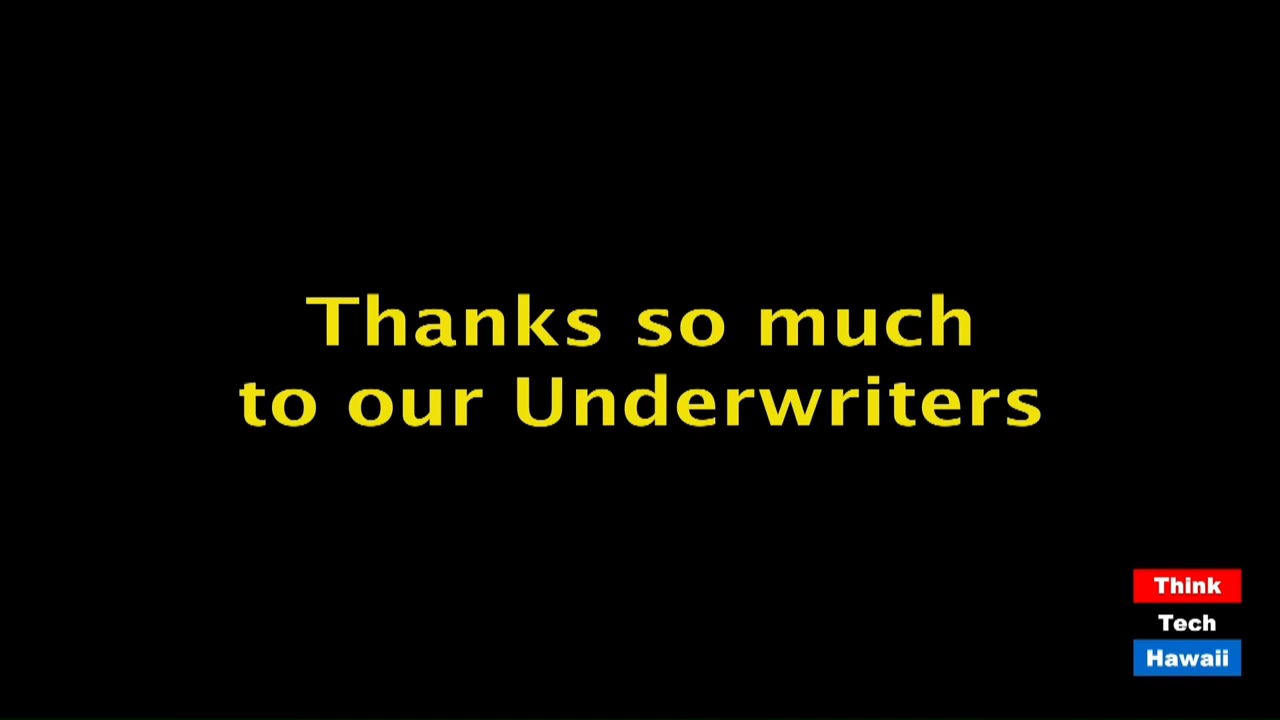 Thanks so much
to our Underwriters
Think
Tech
Hawaii